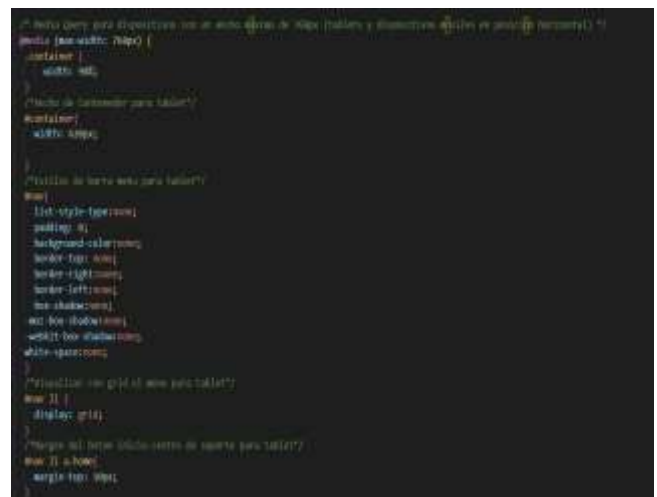 /* Media Query para dispositivos con un ancho máximo de 768px (tablets y dispositivos móviles en posición horizontal) */
@media (max-width: 768px) {
.container {
width: 90%;
}
/*Ancho de Contenedor para tablet*/
#container{
width:
}
/*Estilos de barra menu para tablet*/
#nav{
list-style-type:none;
padding: 0;
background-color:none;
border-top: none;
border-right:none;
border-left:none;
box-shadow:none;
-moz-box-shadow:none;
-webkit-box-shadow:none;
white-space:none;
}
/*Visualizar con grid el menu para tablet*/
#nav li {
display: grid;
}
/*Margen del boton inicio centro de soporte para tablet*/
#nav li a.home{
margin-top:
}